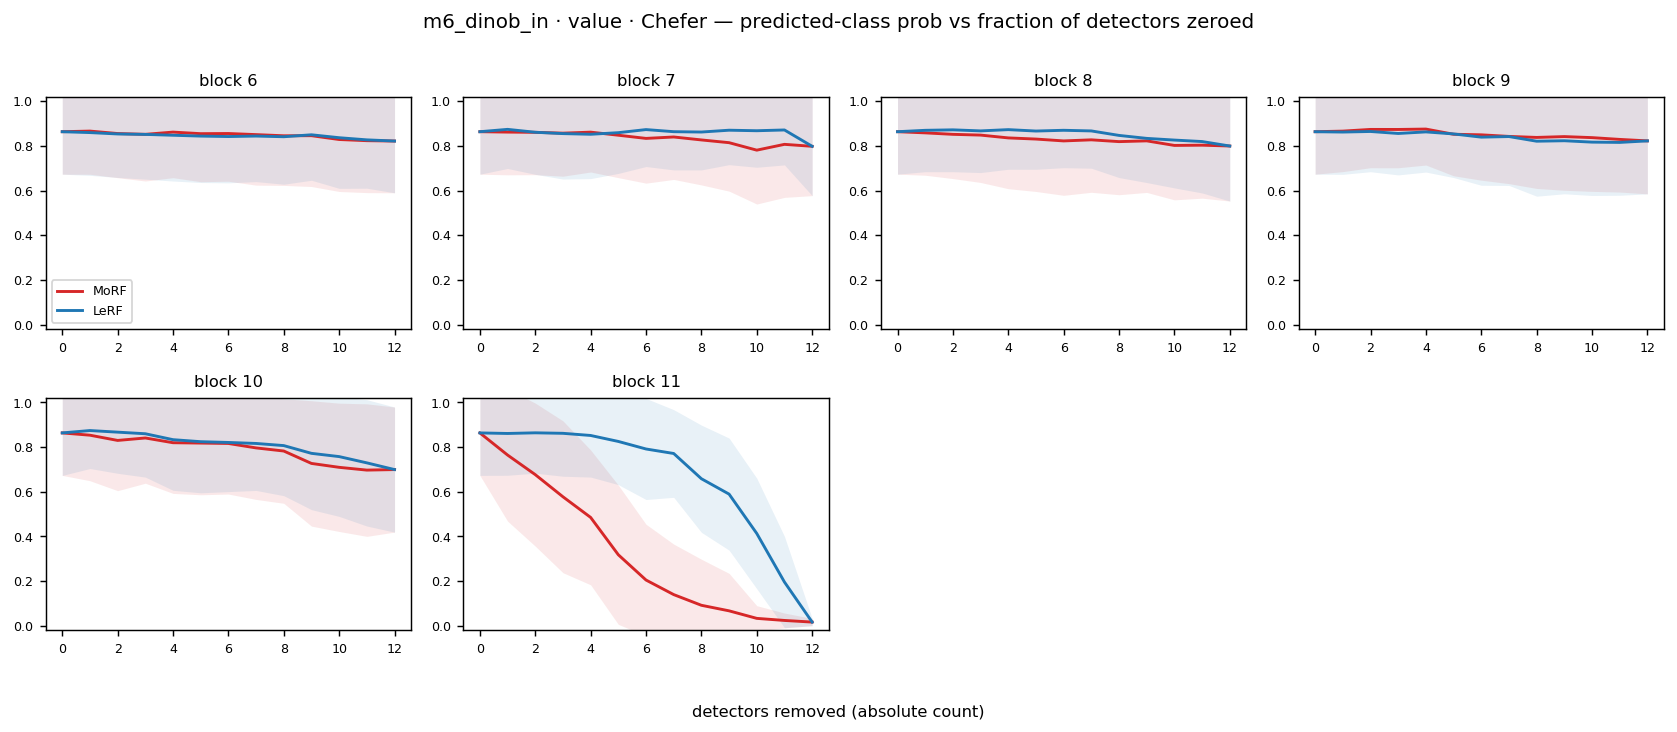 m6_dinob_in · value · Chefer — predicted-class prob vs fraction of detectors zeroed
block 6
block 7
block 8
block 9
1.0
0.8
0.6
0.4
0.2
0.0
MoRF
LeRF
0 2 4 6 8 10 12
1.0
0.8
0.6
0.4
0.2
0.0
0 2 4 6 8 10 12
1.0
0.8
0.6
0.4
0.2
0.0
0 2 4 6 8 10 12
1.0
0.8
0.6
0.4
0.2
0.0
0 2 4 6 8 10 12
block 10
block 11
1.0
0.8
0.6
0.4
0.2
0.0
0 2 4 6 8 10 12
1.0
0.8
0.6
0.4
0.2
0.0
0 2 4 6 8 10 12
detectors removed (absolute count)